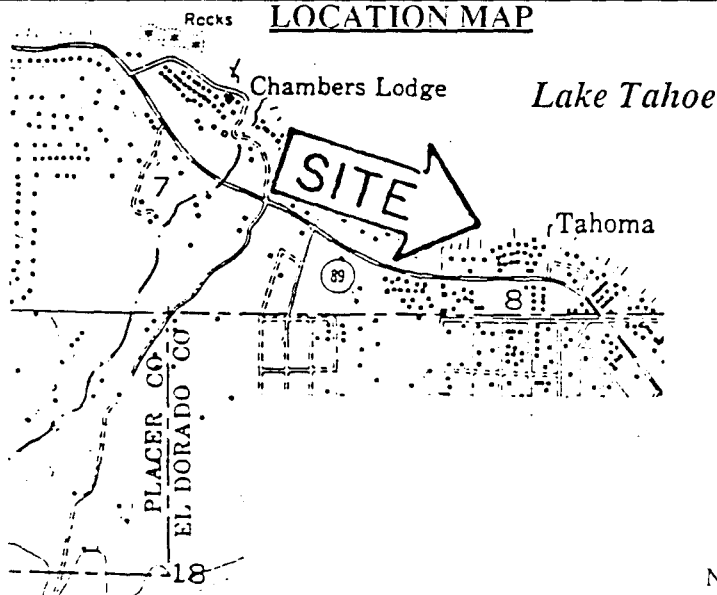 LOCATION MAP
Rocks
Chambers Lodge
Lake Tahoe
SITE
7
Tahoma
89
8
PLACER CO
EL DORADO CO
18
N